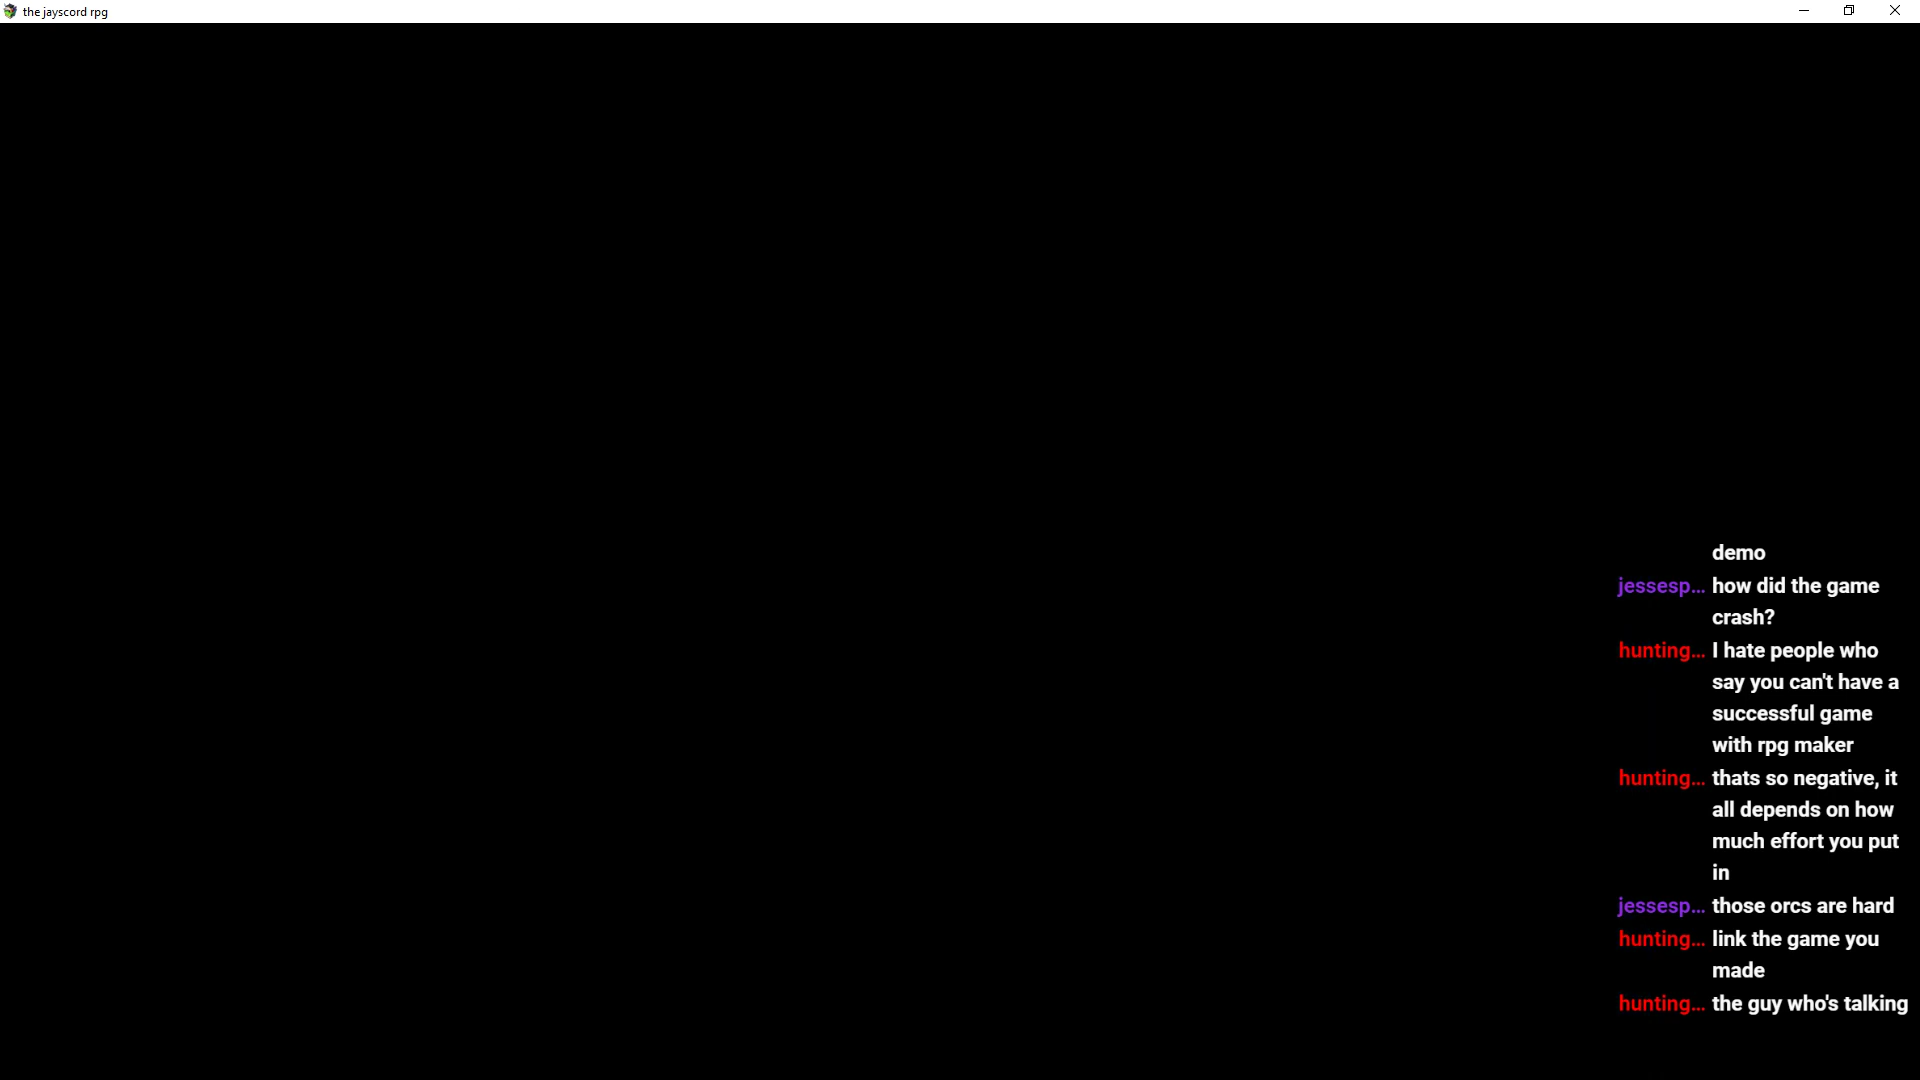 the jayscord rpg
demo
jessesp... how did the game
crash?
hunting... I hate people who
say you can't have a
successful game
with rpg maker
hunting... thats so negative, it
all depends on how
much effort you put
in
jessesp... those orcs are hard
hunting... link the game you
made
hunting... the guy who's talking